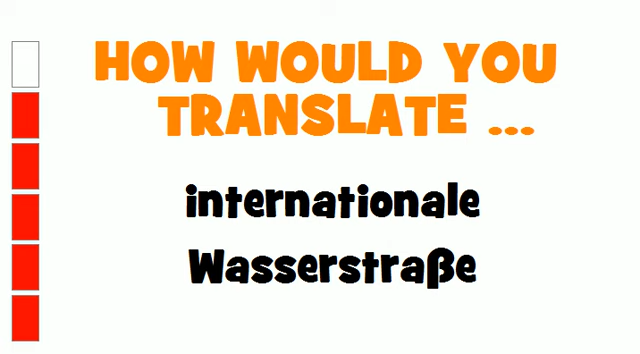 HOW WOULD YOU
TRANSLATE ...
internationale
Wasserstraße